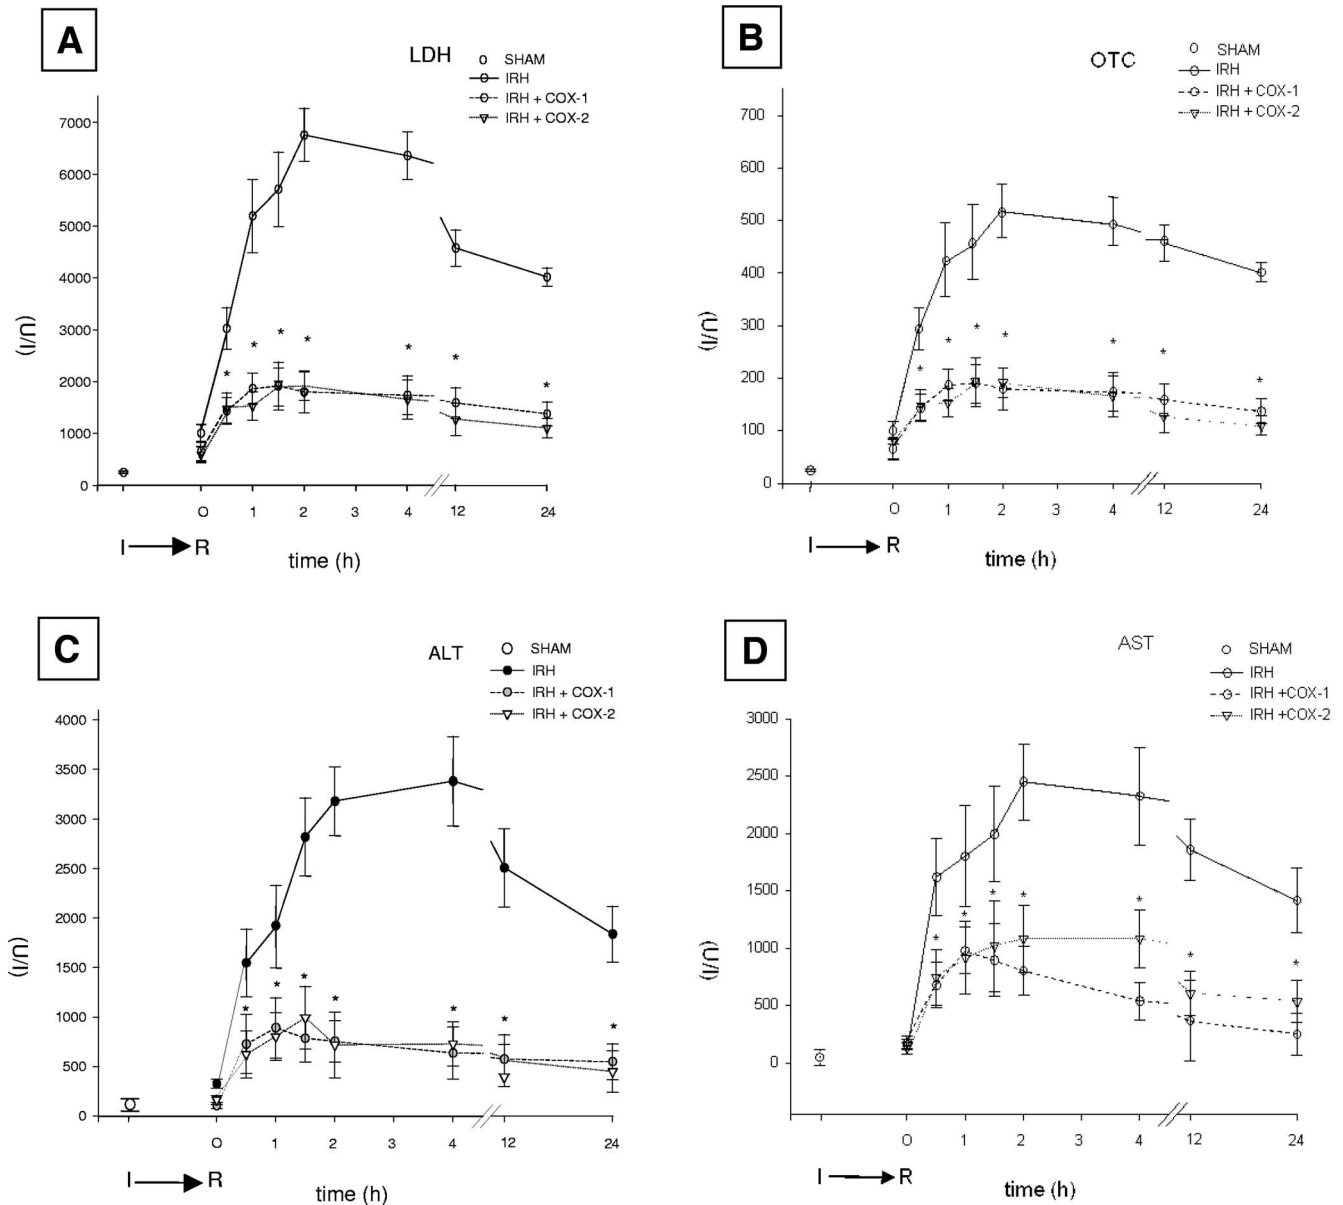 A
LDH
SHAM
IRH
IRH + COX-1
IRH + COX-2
7000
6000
5000
4000
3000
2000
1000
0
(U/l)
* * * * * * *
O 1 2 3 4 12 24
I R
time (h)
B
OTC
SHAM
IRH
IRH + COX-1
IRH + COX-2
700
600
500
400
300
200
100
0
(U/l)
* * * * * * *
O 1 2 3 4 12 24
I R
time (h)
C
ALT
SHAM
IRH
IRH + COX-1
IRH + COX-2
4000
3500
3000
2500
2000
1500
1000
500
0
(U/l)
* * * * * * *
O 1 2 3 4 12 24
I R
time (h)
D
AST
SHAM
IRH
IRH +COX-1
IRH +COX-2
3000
2500
2000
1500
1000
500
0
(U/l)
* * * * * * *
O 1 2 3 4 12 24
I R
time (h)